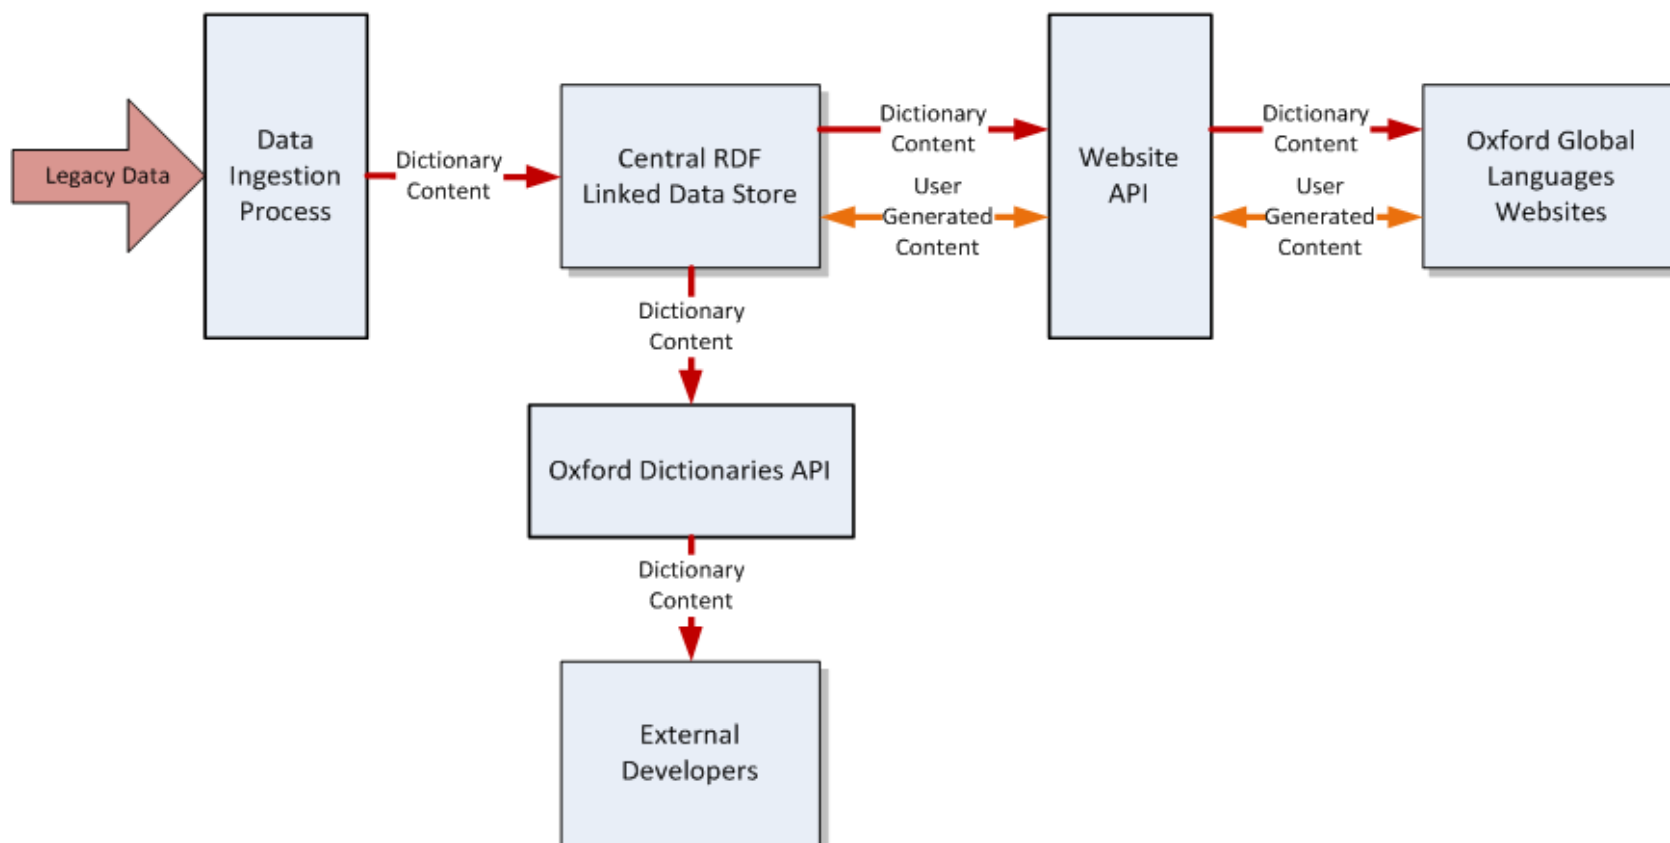 Legacy Data
Data
Ingestion
Process
Dictionary
Content
Central RDF
Linked Data Store
Dictionary
Content
User
Generated
Content
Website
API
Dictionary
Content
User
Generated
Content
Oxford Global
Languages
Websites
Dictionary
Content
Oxford Dictionaries API
Dictionary
Content
External
Developers